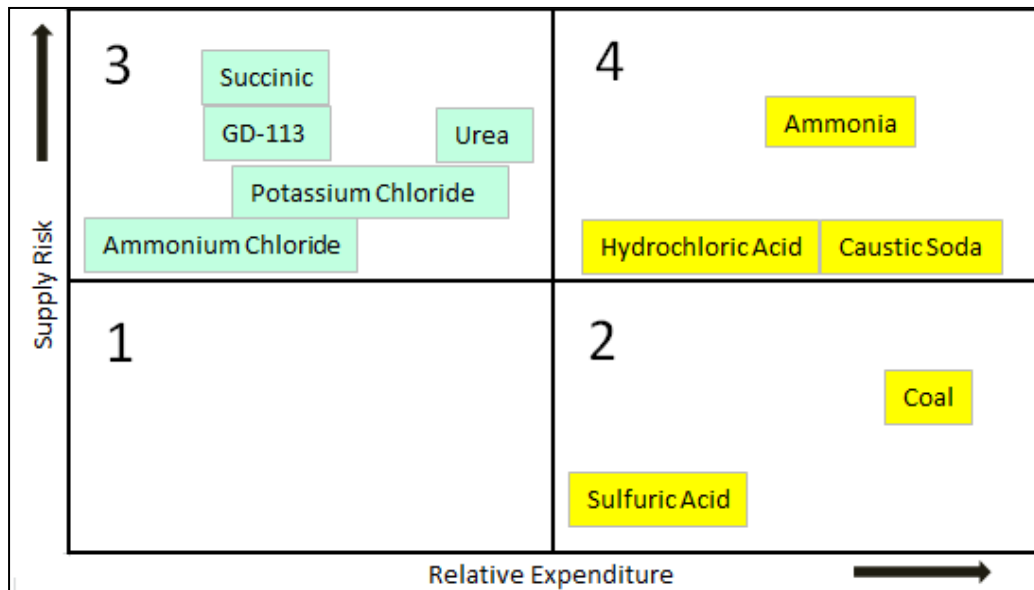 3
Succinic
GD-113
Urea
Potassium Chloride
Ammonium Chloride
4
Ammonia
Hydrochloric Acid
Caustic Soda
Supply Risk
1
2
Coal
Sulfuric Acid
Relative Expenditure